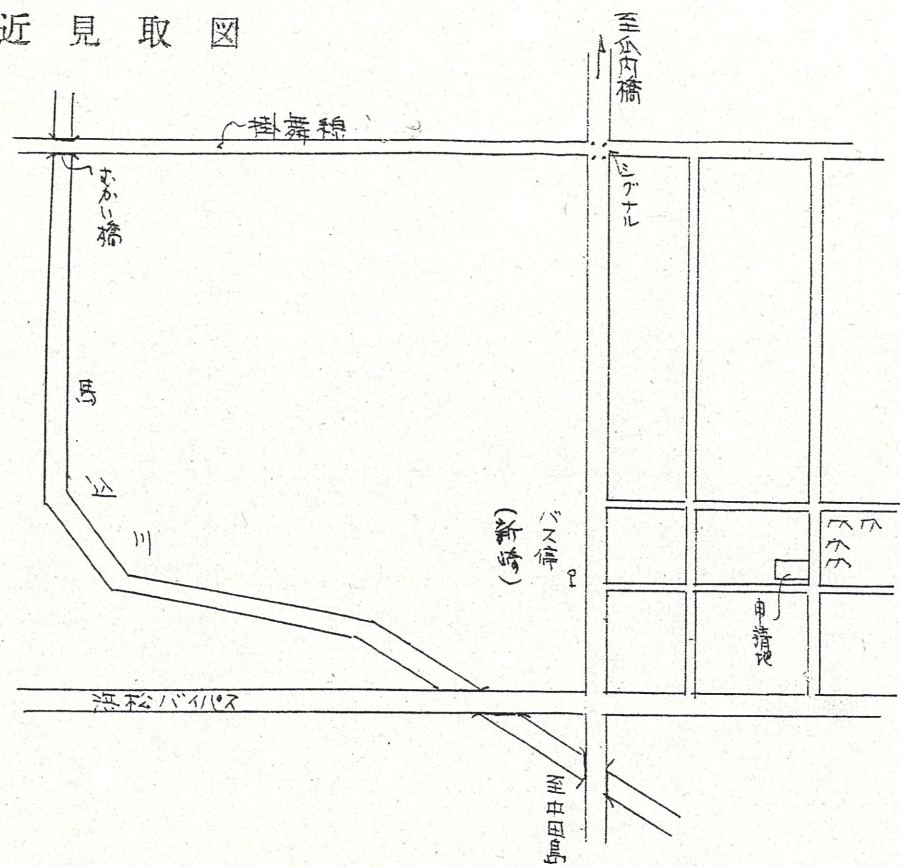 近見取図
至瓜内橋
掛舞線
シグナル
むかい橋
馬込川
バス停
(新崎)
申請地
浜松バイパス
至中田島